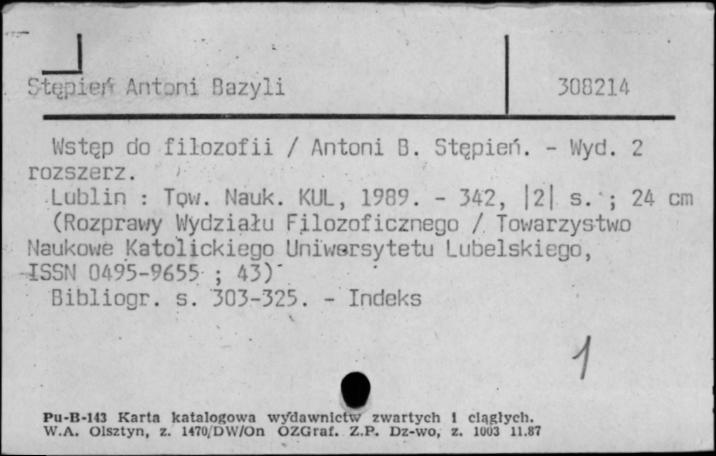 Stępień Antoni Bazyli 308214
Wstęp do filozofii / Antoni B. Stępień. - Wyd. 2
rozszerz.
Lublin : Tow. Nauk. KUL, 1989. - 342, |2| s. ; 24 cm
(Rozprawy Wydziału Filozoficznego / Towarzystwo
Naukowe Katolickiego Uniwersytetu Lubelskiego,
ISSN 0495-9655 ; 43)
Bibliogr. s. 303-325. - Indeks
1
Pu-B-143 Karta katalogowa wydawnictw zwartych i ciągłych.
W.A. Olsztyn, z. 1470/DW/On OZGraf. Z.P. Dz-wo, z. 1003 11.87